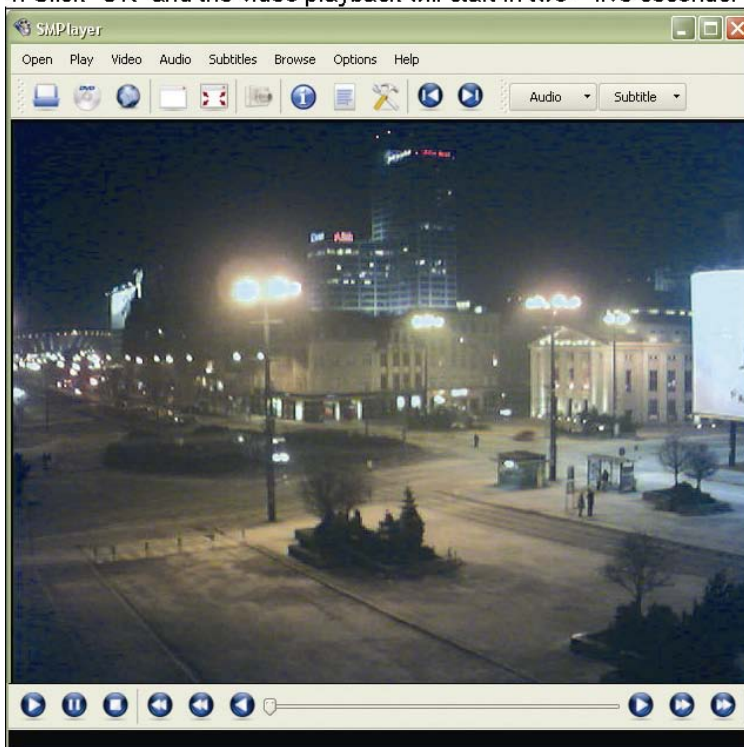 Click "OK" and the video playback will start in two – five seconds.
SMPlayer
Open Play Video Audio Subtitles Browse Options Help
DVD
Audio Subtitle